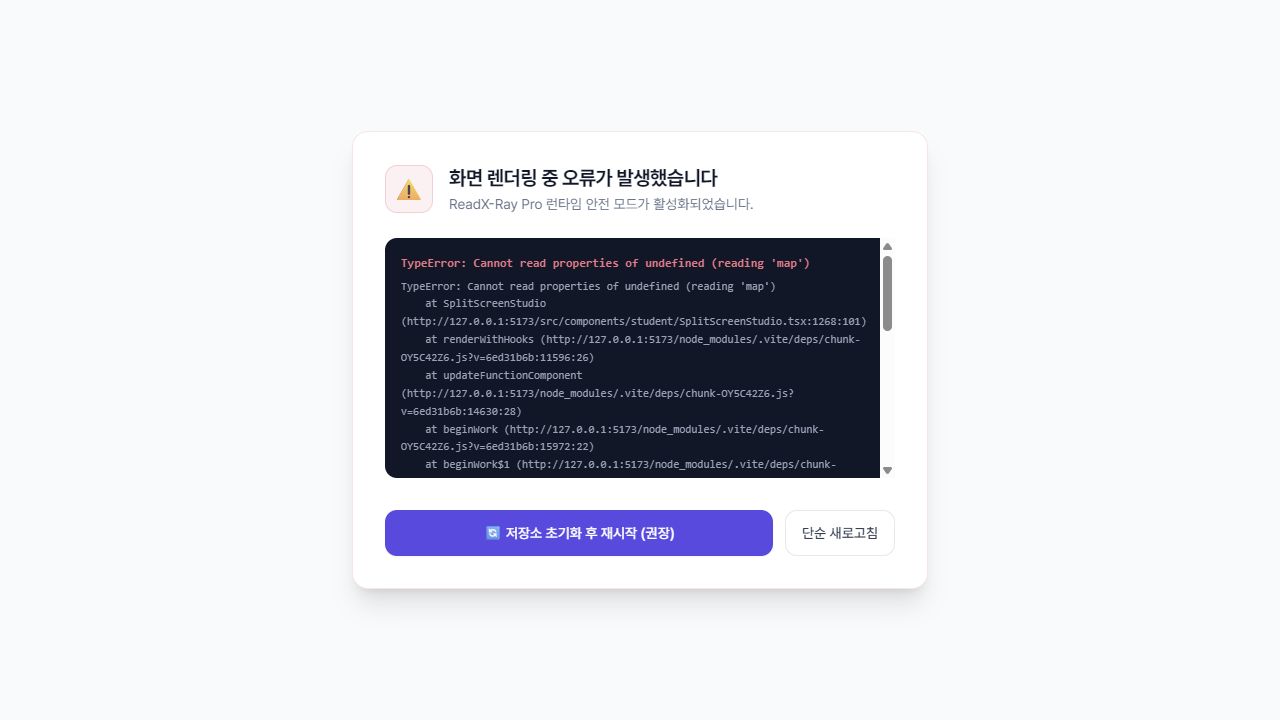 화면 렌더링 중 오류가 발생했습니다
ReadX-Ray Pro 런타임 안전 모드가 활성화되었습니다.
TypeError: Cannot read properties of undefined (reading 'map')
TypeError: Cannot read properties of undefined (reading 'map')
    at SplitScreenStudio
(http://127.0.0.1:5173/src/components/student/SplitScreenStudio.tsx:1268:101)
    at renderWithHooks (http://127.0.0.1:5173/node_modules/.vite/deps/chunk-
OY5C42Z6.js?v=6ed31b6b:11596:26)
    at updateFunctionComponent
(http://127.0.0.1:5173/node_modules/.vite/deps/chunk-OY5C42Z6.js?
v=6ed31b6b:14630:28)
    at beginWork (http://127.0.0.1:5173/node_modules/.vite/deps/chunk-
OY5C42Z6.js?v=6ed31b6b:15972:22)
    at beginWork$1 (http://127.0.0.1:5173/node_modules/.vite/deps/chunk-
저장소 초기화 후 재시작 (권장)
단순 새로고침